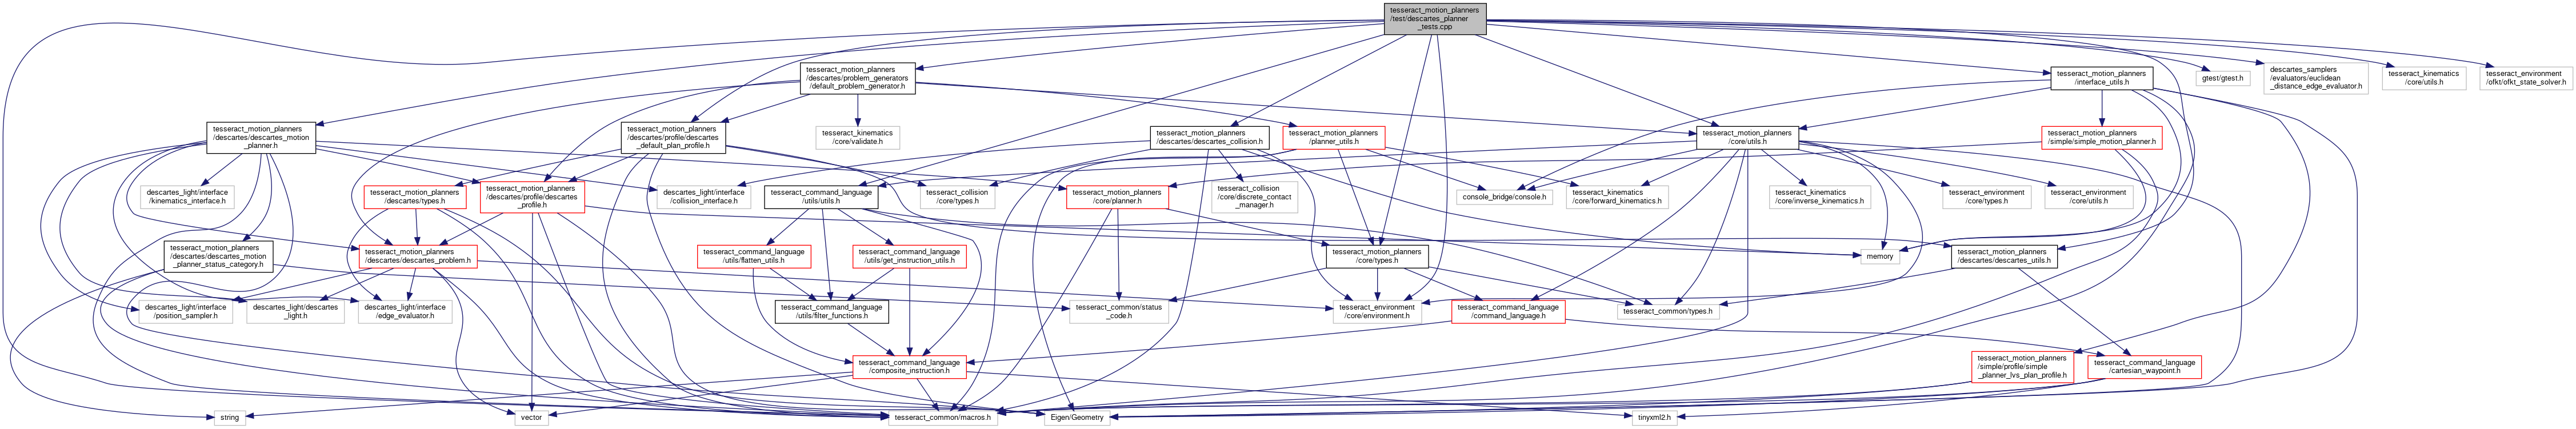 tesseract_motion_planners
/test/descartes_planner
_tests.cpp
tesseract_motion_planners
/descartes/problem_generators
/default_problem_generator.h
tesseract_motion_planners
/interface_utils.h
gtest/gtest.h
descartes_samplers
/evaluators/euclidean
_distance_edge_evaluator.h
tesseract_kinematics
/core/utils.h
tesseract_environment
/ofkt/ofkt_state_solver.h
tesseract_motion_planners
/descartes/descartes_motion
_planner.h
tesseract_motion_planners
/descartes/profile/descartes
_default_plan_profile.h
tesseract_kinematics
/core/validate.h
tesseract_motion_planners
/descartes/descartes_collision.h
tesseract_motion_planners
/planner_utils.h
tesseract_motion_planners
/core/utils.h
tesseract_motion_planners
/simple/simple_motion_planner.h
descartes_light/interface
/kinematics_interface.h
tesseract_motion_planners
/descartes/types.h
tesseract_motion_planners
/descartes/profile/descartes
_profile.h
descartes_light/interface
/collision_interface.h
tesseract_command_language
/utils/utils.h
tesseract_collision
/core/types.h
tesseract_motion_planners
/core/planner.h
tesseract_collision
/core/discrete_contact
_manager.h
console_bridge/console.h
tesseract_kinematics
/core/forward_kinematics.h
tesseract_kinematics
/core/inverse_kinematics.h
tesseract_environment
/core/types.h
tesseract_environment
/core/utils.h
tesseract_motion_planners
/descartes/descartes_motion
_planner_status_category.h
tesseract_motion_planners
/descartes/descartes_problem.h
tesseract_command_language
/utils/flatten_utils.h
tesseract_command_language
/utils/get_instruction_utils.h
tesseract_motion_planners
/core/types.h
memory
tesseract_motion_planners
/descartes/descartes_utils.h
descartes_light/interface
/position_sampler.h
descartes_light/descartes
_light.h
descartes_light/interface
/edge_evaluator.h
tesseract_command_language
/utils/filter_functions.h
tesseract_common/status
_code.h
tesseract_environment
/core/environment.h
tesseract_command_language
/command_language.h
tesseract_common/types.h
tesseract_command_language
/composite_instruction.h
tesseract_motion_planners
/simple/profile/simple
_planner_lvs_plan_profile.h
tesseract_command_language
/cartesian_waypoint.h
string
vector
tesseract_common/macros.h
Eigen/Geometry
tinyxml2.h